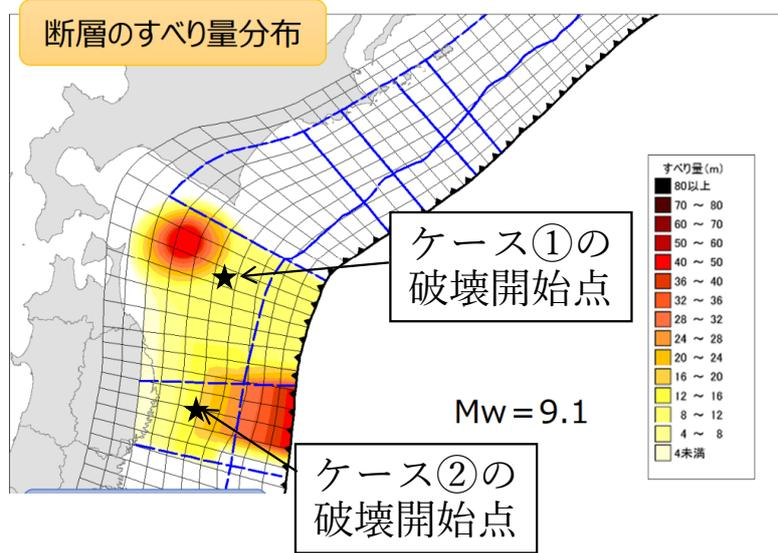 断層のすべり量分布
すべり量(m)
80以上
70 ～ 80
60 ～ 70
50 ～ 60
40 ～ 50
36 ～ 40
32 ～ 36
28 ～ 32
24 ～ 28
20 ～ 24
16 ～ 20
12 ～ 16
8 ～ 12
4 ～ 8
4未満
ケース①の
破壊開始点
Mw＝9.1
ケース②の
破壊開始点